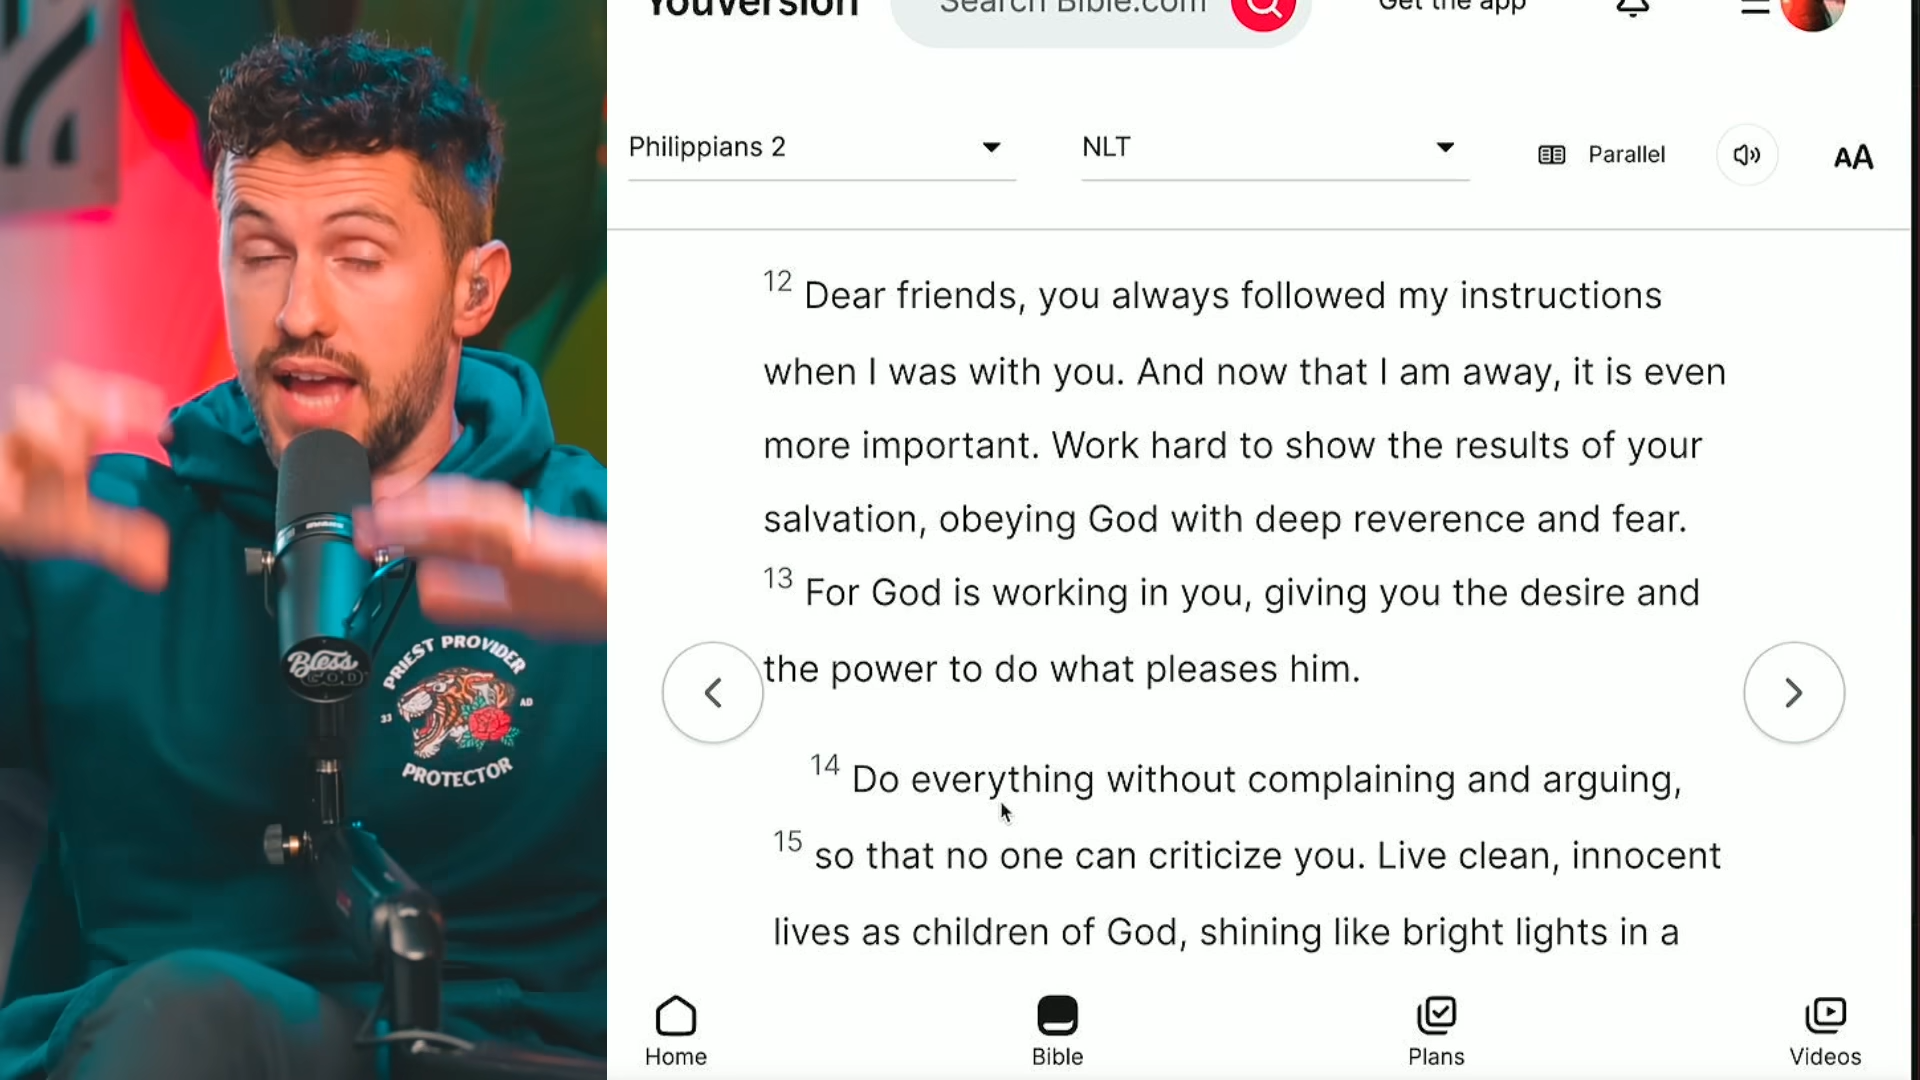 YouVersion
Search Bible.com
Get the app
Philippians 2
NLT
Parallel
AA
12 Dear friends, you always followed my instructions
when I was with you. And now that I am away, it is even
more important. Work hard to show the results of your
salvation, obeying God with deep reverence and fear.
13 For God is working in you, giving you the desire and
the power to do what pleases him.
14 Do everything without complaining and arguing,
15 so that no one can criticize you. Live clean, innocent
lives as children of God, shining like bright lights in a
Home
Bible
Plans
Videos
Bless
GOD
PRIEST PROVIDER
33
AD
PROTECTOR